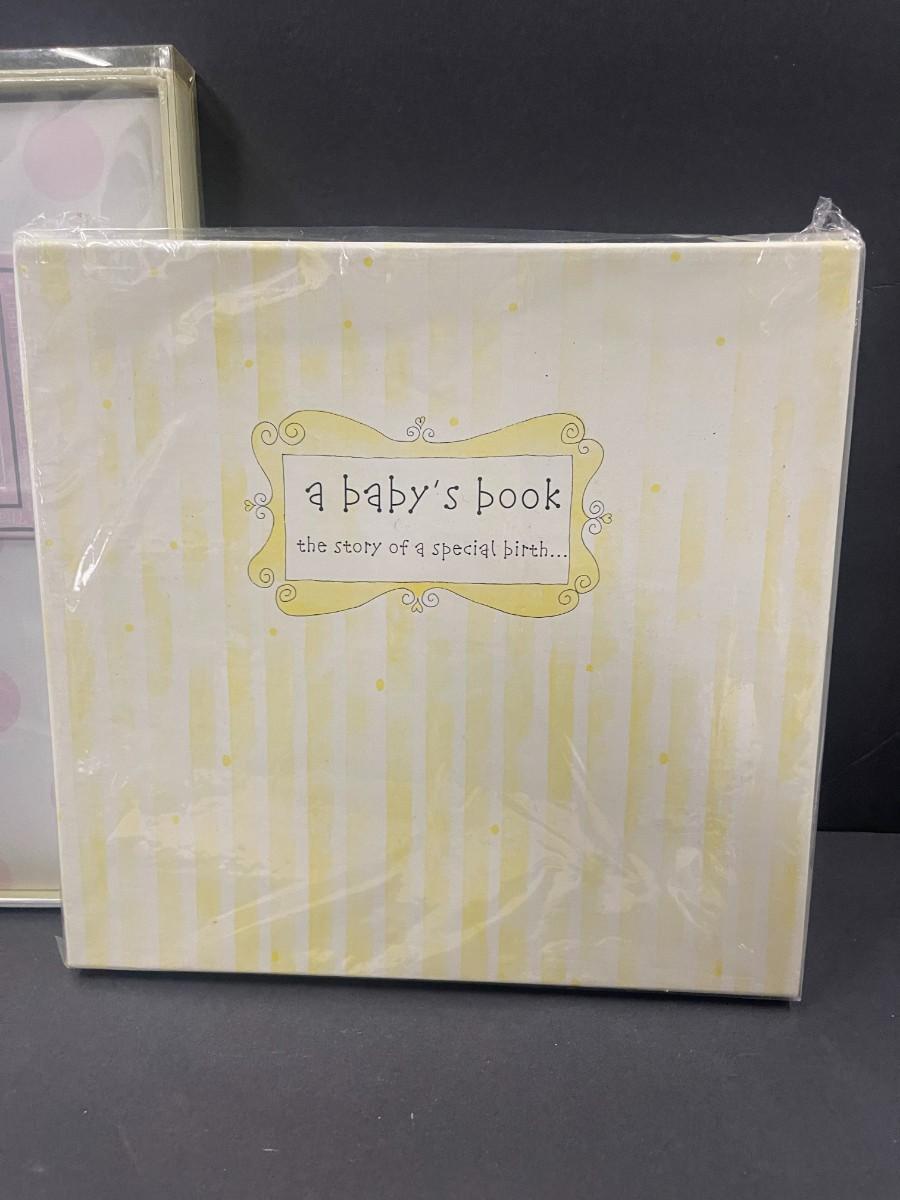 a baby's book
the story of a special birth...